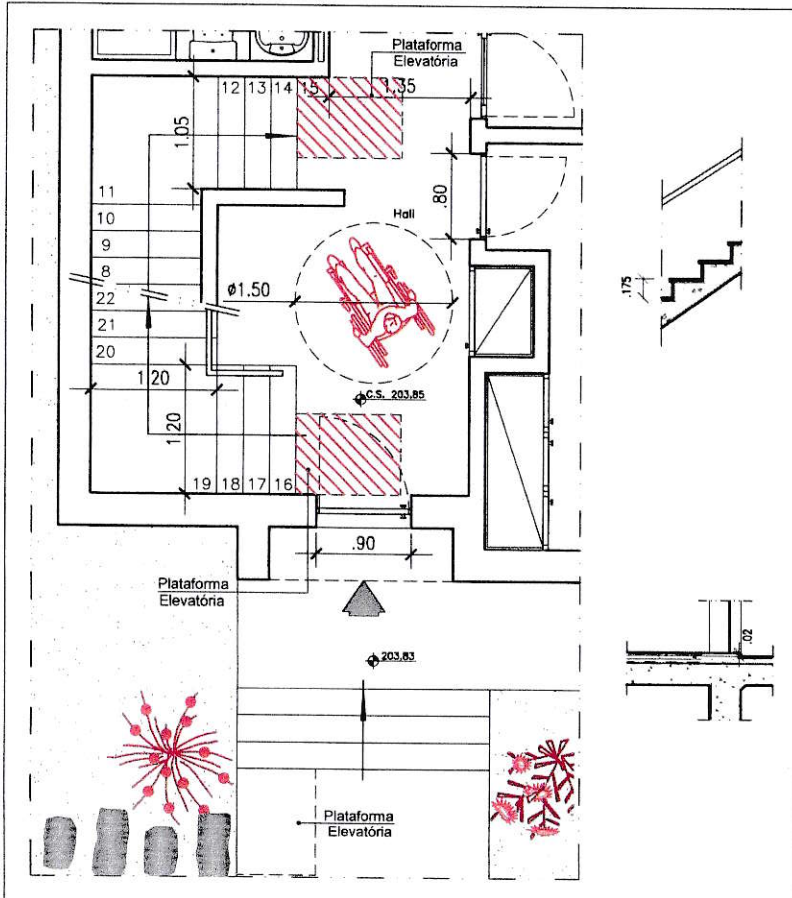 Plataforma
Elevatória
12 13 14 15
1.35
1.05
11
10
9
8
22
21
20
.80
Hall
ø1.50
.175
1.20
C.S. 203.85
1.20
19 18 17 16
.90
Plataforma
Elevatória
203.83
.02
Plataforma
Elevatória